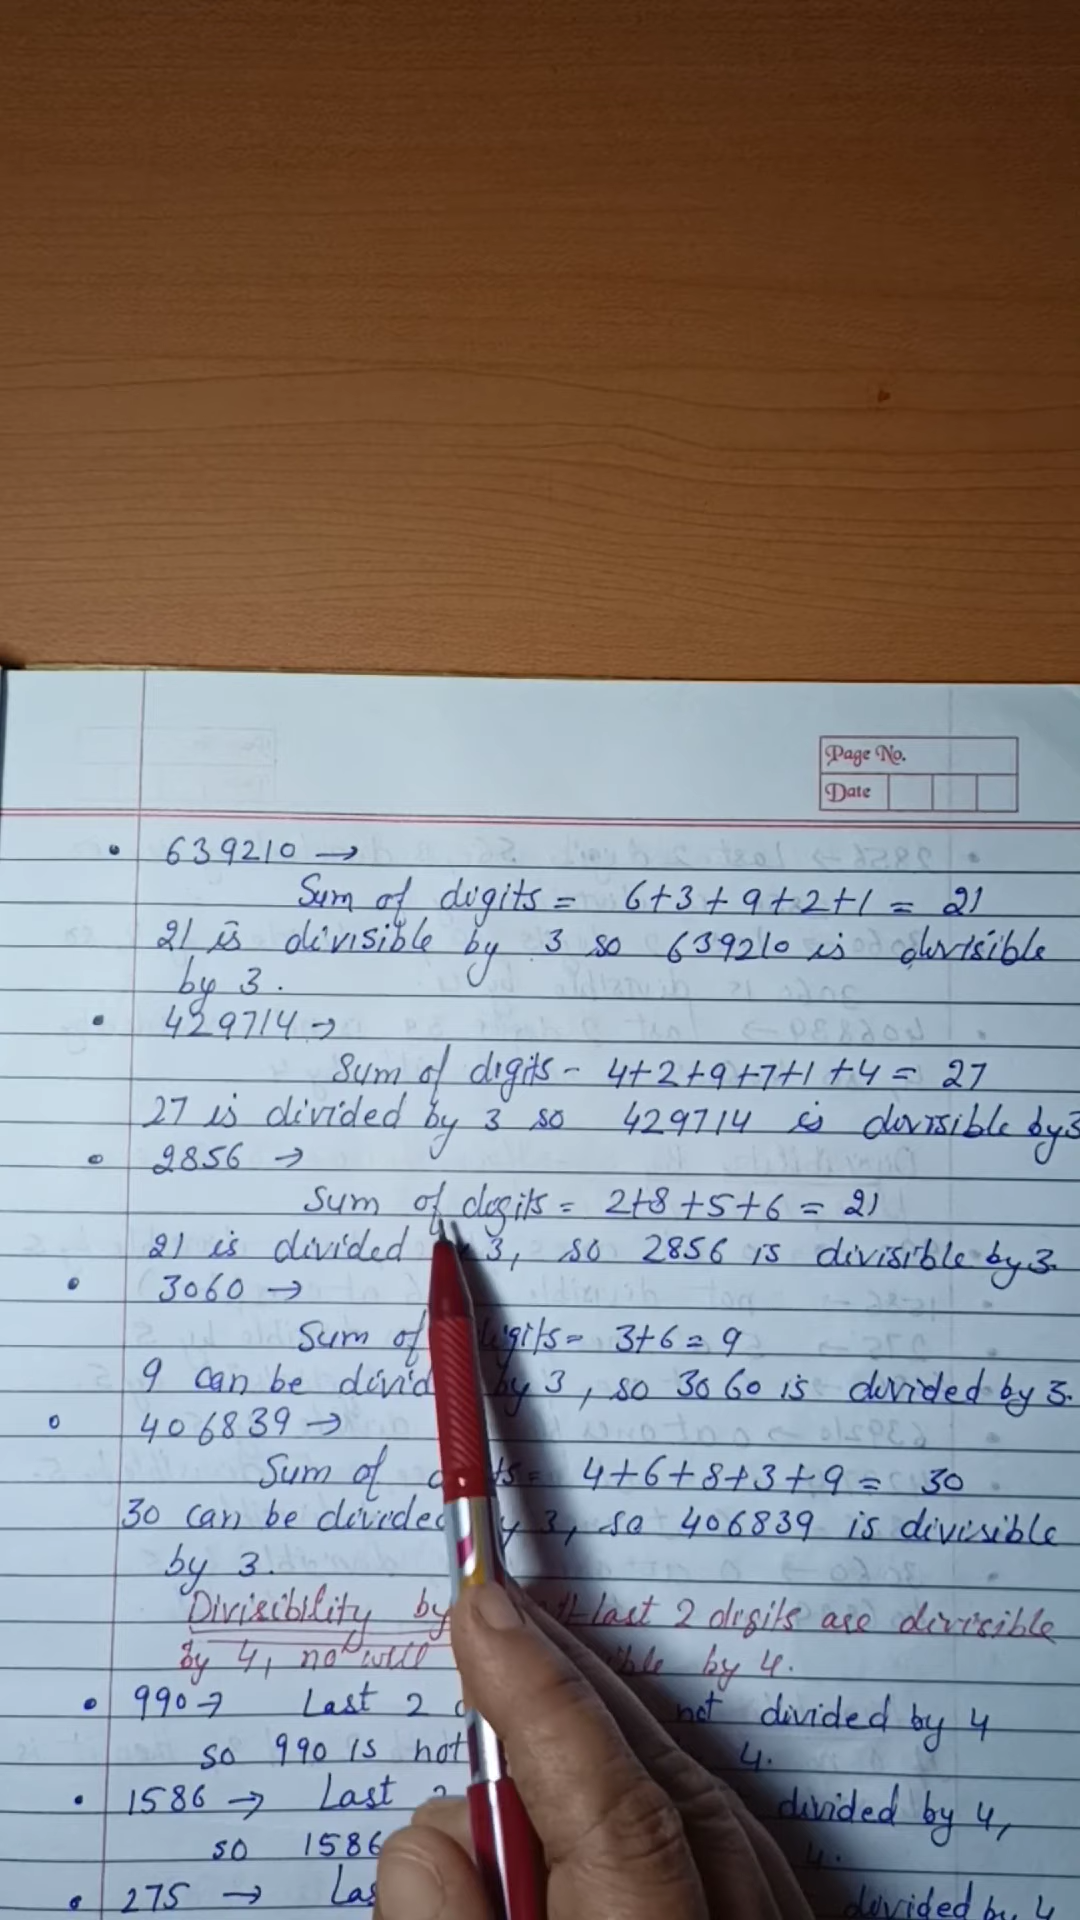 Page No.
Date
• 639210 →
Sum of digits = 6+3+9+2+1 = 21
21 is divisible by 3 so 639210 is divisible
by 3.
• 429714 →
Sum of digits - 4+2+9+7+1+4 = 27
27 is divided by 3 so 429714 is divisible by 3
• 2856 →
Sum of digits = 2+8+5+6 = 21
21 is divided 3, so 2856 is divisible by 3.
• 3060 →
Sum of digits = 3+6 = 9
9 can be divid by 3, so 3060 is divided by 3.
• 406839 →
Sum of = 4+6+8+3+9 = 30
30 can be divided 3, so 406839 is divisible
by 3.
Divisibility by last 2 digits are divisible
by 4, no will by 4.
• 990 → Last 2 not divided by 4
so 990 is not 4.
• 1586 → Last 2 divided by 4,
so 1586 4.
• 275 → Las divided by 4